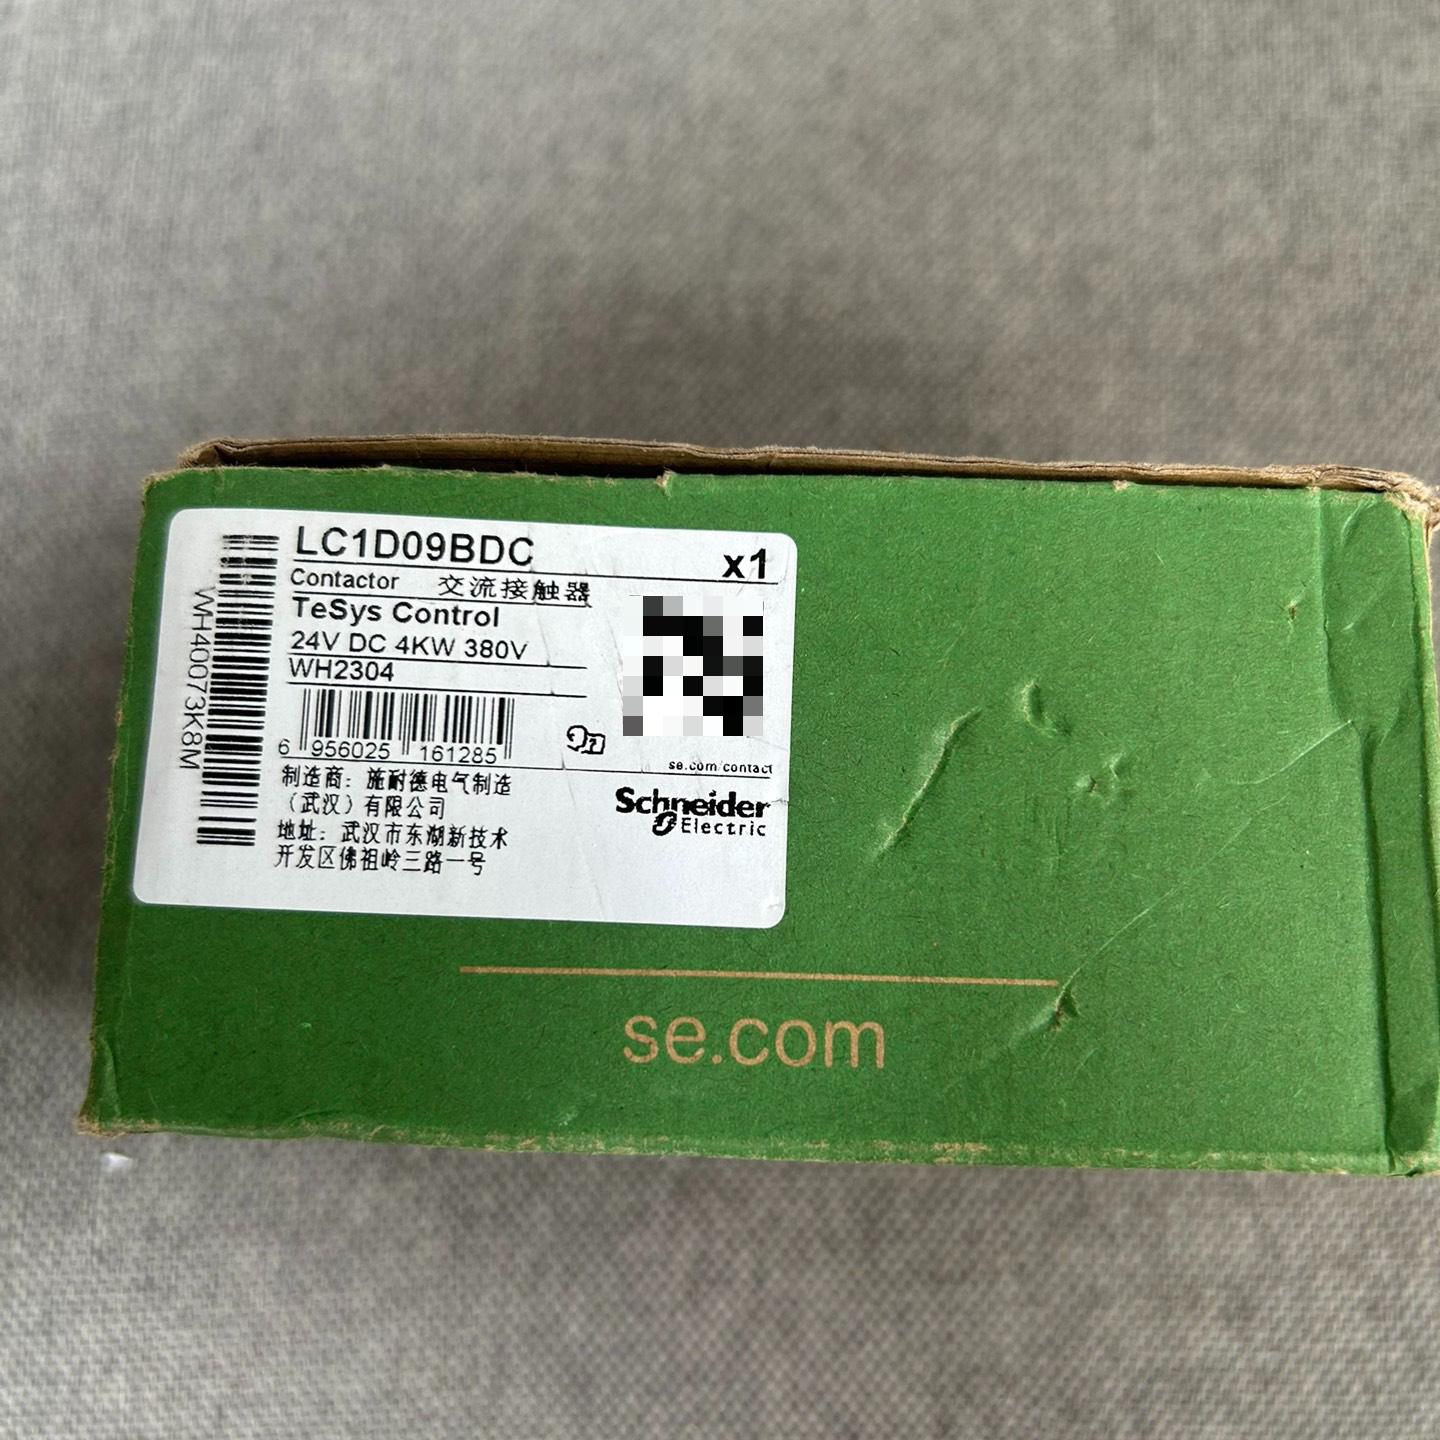 LC1D09BDC
x1
Contactor 交流接触器
TeSys Control
24V DC 4KW 380V
WH2304
WH40073K8M
6 956025 161285
se.com/contact
制造商：施耐德电气制造
（武汉）有限公司
地址：武汉市东湖新技术
开发区佛祖岭三路一号
Schneider
Electric
se.com